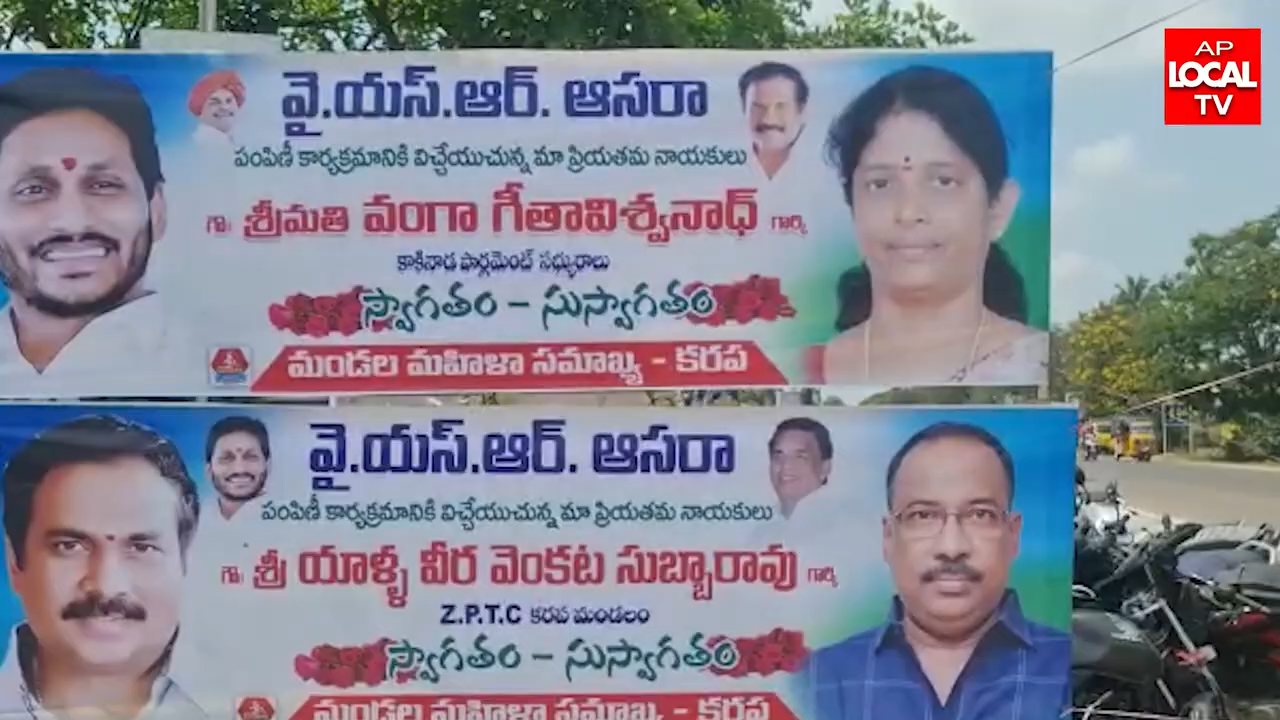 AP
LOCAL
TV
వై.యస్.ఆర్. ఆసరా
పంపిణీ కార్యక్రమానికి విచ్చేయుచున్న మా ప్రియతమ నాయకులు
గౌ॥ శ్రీమతి వంగా గీతావిశ్వనాధ్ గార్కి
కాకినాడ పార్లమెంట్ సభ్యురాలు
స్వాగతం - సుస్వాగతం
మండల మహిళా సమాఖ్య - కరప
వై.యస్.ఆర్. ఆసరా
పంపిణీ కార్యక్రమానికి విచ్చేయుచున్న మా ప్రియతమ నాయకులు
గౌ॥ శ్రీ యాళ్ళ వీర వెంకట సుబ్బారావు గార్కి
Z.P.T.C కరప మండలం
స్వాగతం - సుస్వాగతం
మండల మహిళా సమాఖ్య - కరప